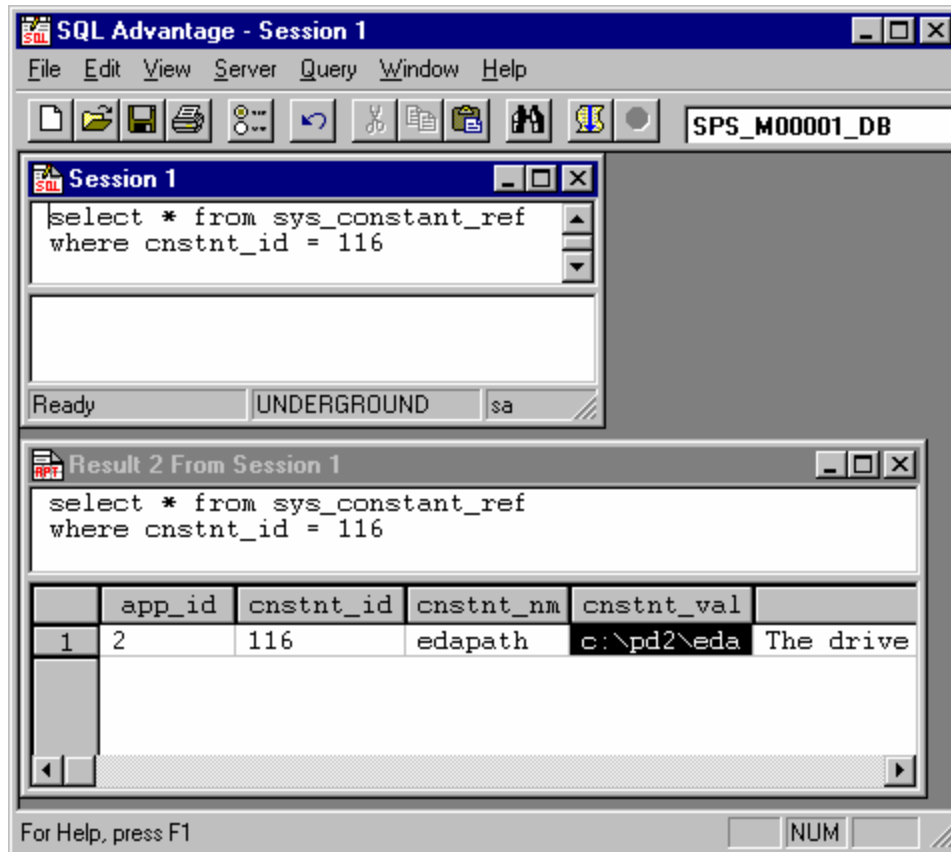 SQL Advantage - Session 1
File Edit View Server Query Window Help
SPS_M00001_DB
SQL Session 1
select * from sys_constant_ref
where cnstnt_id = 116
Ready UNDERGROUND sa
RPT Result 2 From Session 1
select * from sys_constant_ref
where cnstnt_id = 116
app_id cnstnt_id cnstnt_nm cnstnt_val
1 2 116 edapath c:\pd2\eda The drive
For Help, press F1 NUM